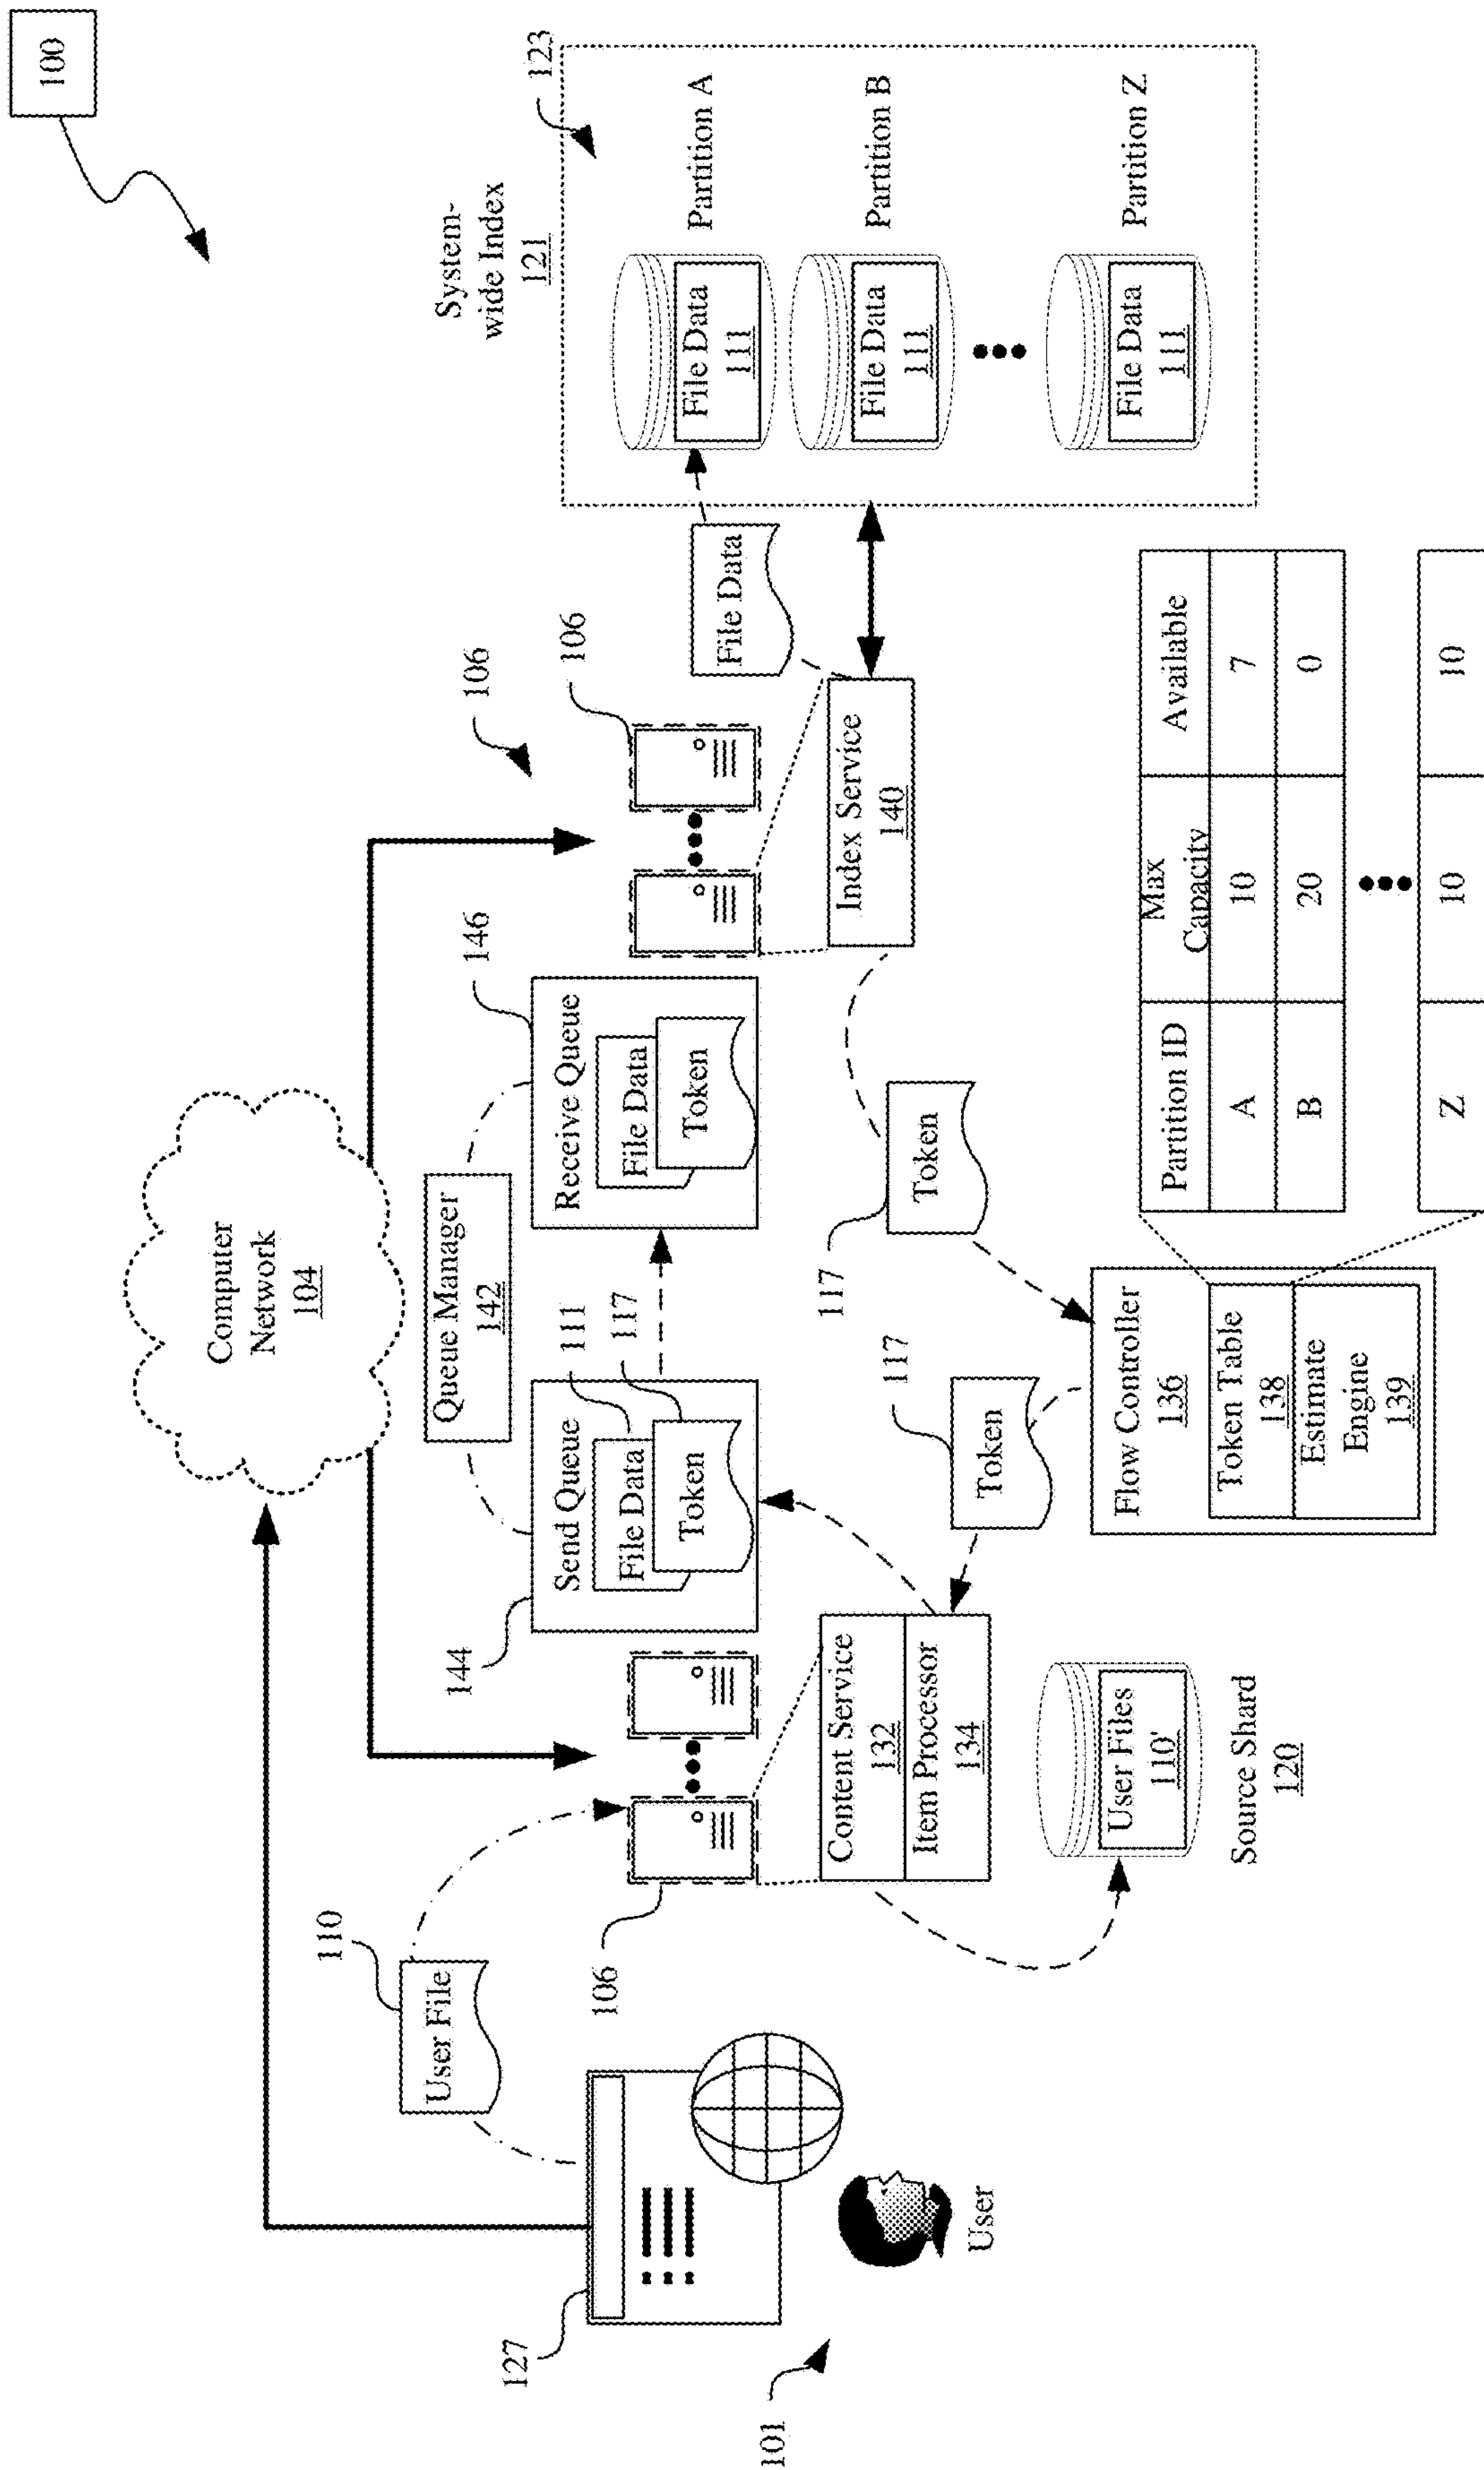 100
Computer
Network
104
System-
wide Index
121
123
Partition A
File Data
111
Partition B
File Data
111
Partition Z
File Data
111
110
User File
127
101
User
106
144
Send Queue
File Data
Token
111
117
Queue Manager
142
146
Receive Queue
File Data
Token
106
106
File Data
Content Service
132
Item Processor
134
User Files
110'
Source Shard
120
Index Service
140
117
Token
117
Token
Flow Controller
136
Token Table
138
Estimate
Engine
139
Partition ID
Max
Capacity
Available
A
10
7
B
20
0
Z
10
10